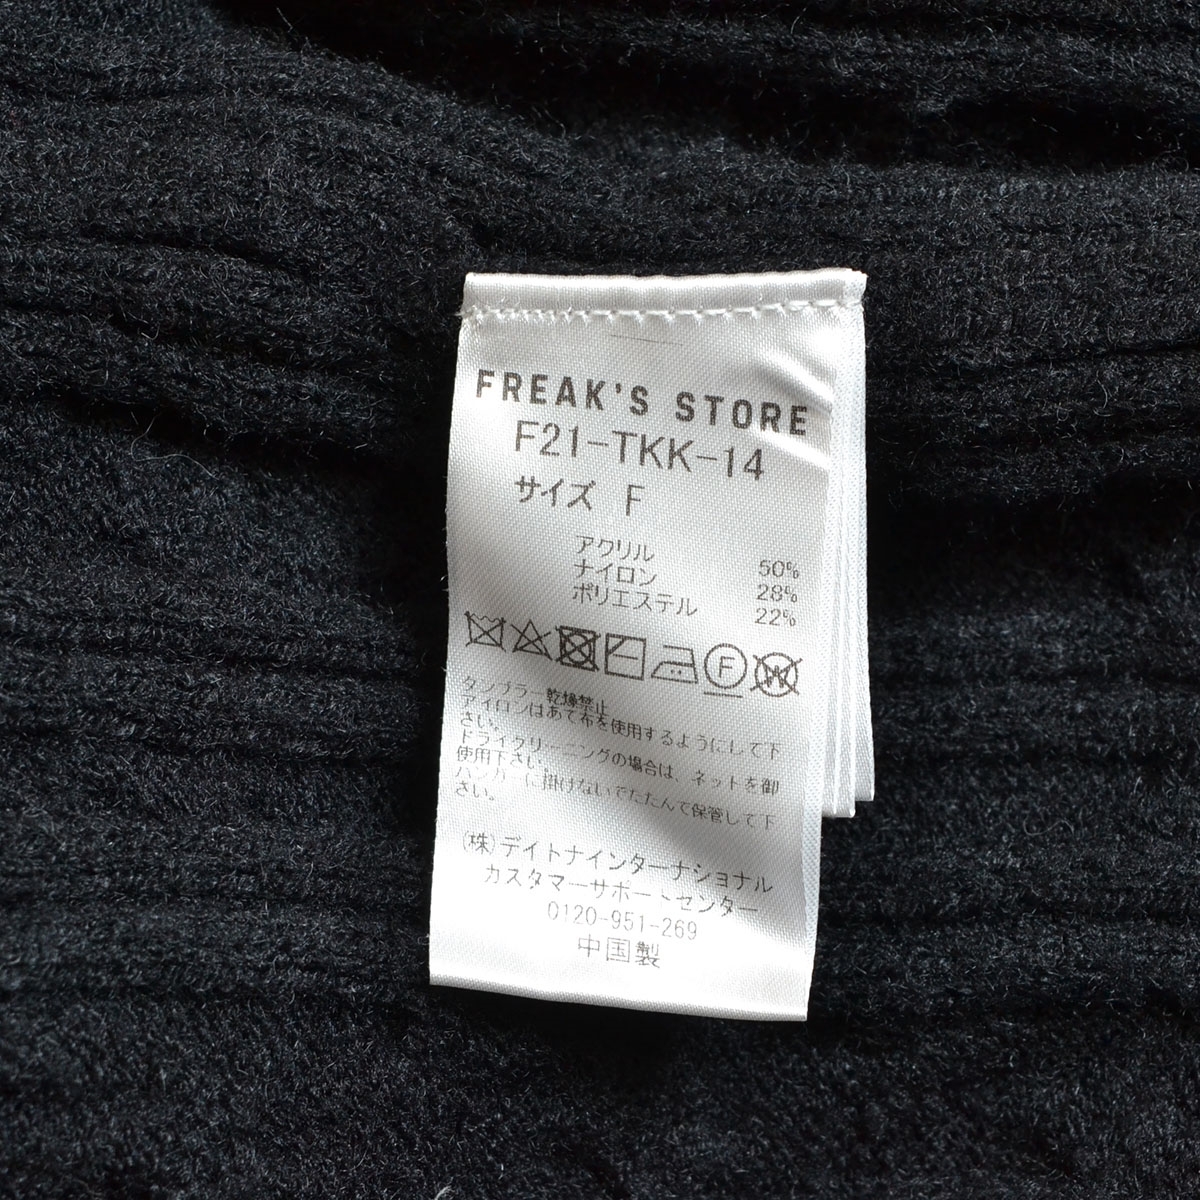 FREAK'S STORE
F21-TKK-14
サイズ F
アクリル 50%
ナイロン 28%
ポリエステル 22%
F W
タンブラー乾燥禁止
アイロンはあて布を使用するようにして下
さい。
ドライクリーニングの場合は、ネットを御
使用下さい。
ハンガーに掛けないでたたんで保管して下
さい。
(株)デイトナインターナショナル
カスタマーサポートセンター
0120-951-269
中国製